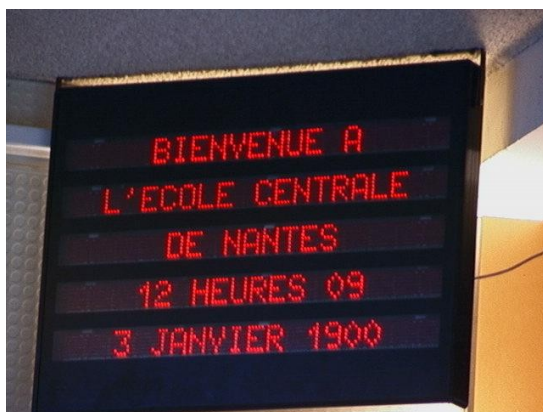 BIENVENUE A
L'ECOLE CENTRALE
DE NANTES
12 HEURES 09
3 JANVIER 1900